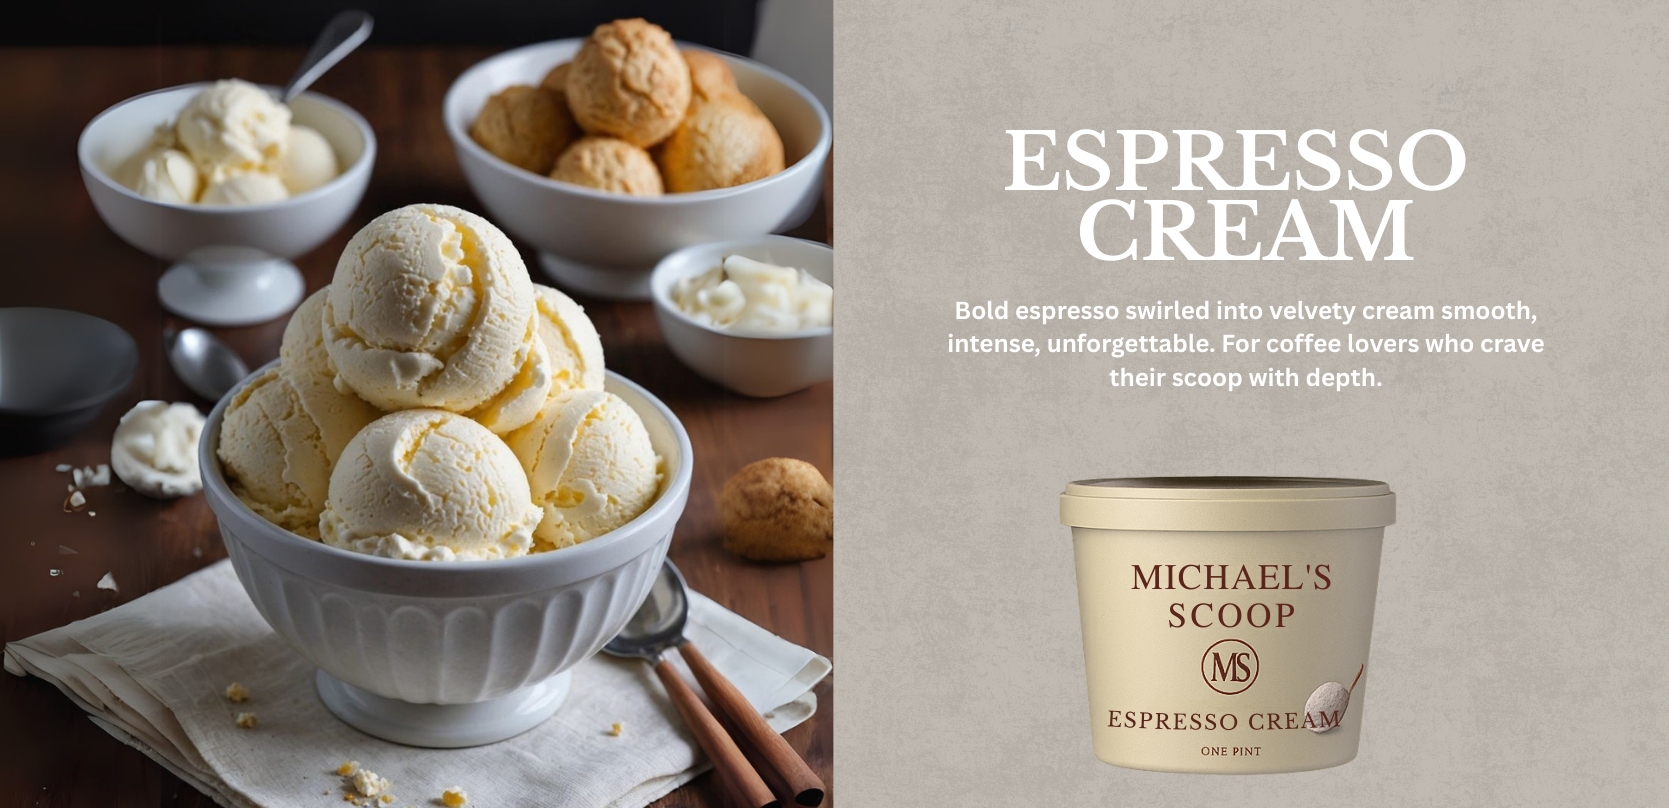 ESPRESSO
CREAM
Bold espresso swirled into velvety cream smooth,
intense, unforgettable. For coffee lovers who crave
their scoop with depth.
MICHAEL'S
SCOOP
MS
ESPRESSO CREAM
ONE PINT